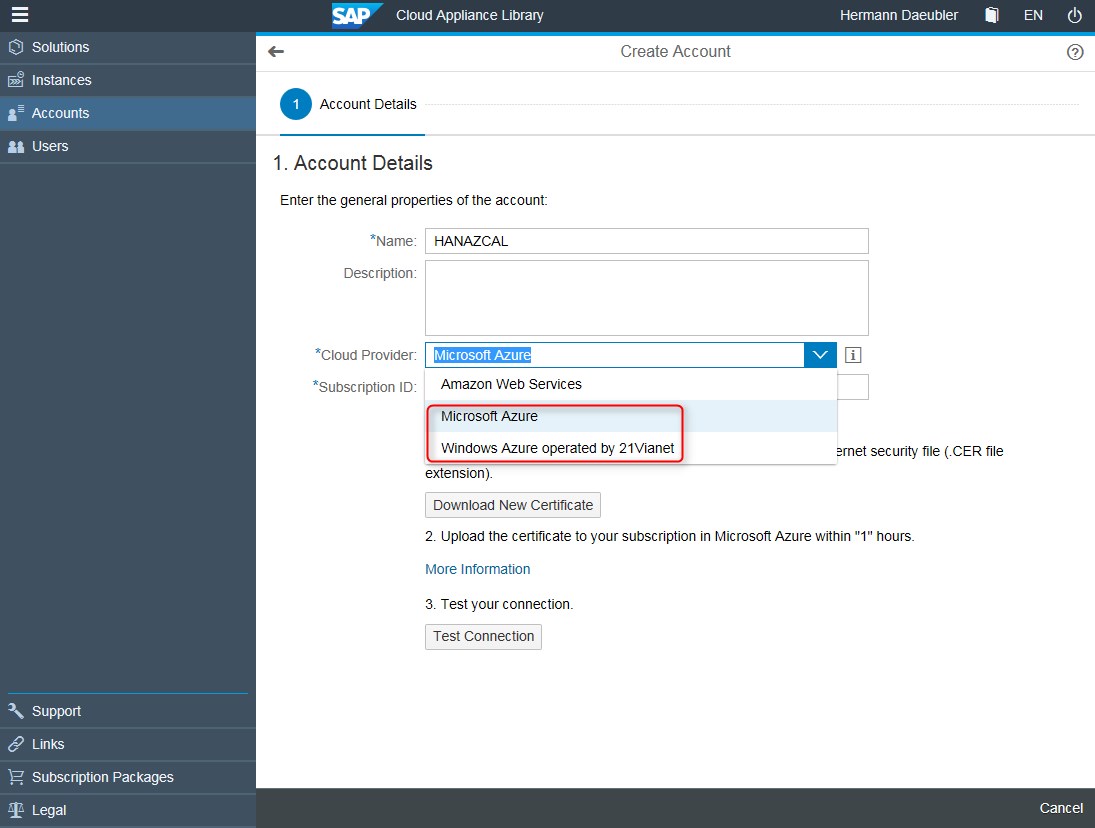 SAP Cloud Appliance Library
Hermann Daeubler EN
Solutions
Instances
Accounts
Users
Support
Links
Subscription Packages
Legal
Create Account
1 Account Details
1. Account Details
Enter the general properties of the account:
*Name: HANAZCAL
Description:
*Cloud Provider: Microsoft Azure
*Subscription ID:
Amazon Web Services
Microsoft Azure
Windows Azure operated by 21Vianet
ernet security file (.CER file
extension).
Download New Certificate
2. Upload the certificate to your subscription in Microsoft Azure within "1" hours.
More Information
3. Test your connection.
Test Connection
Cancel